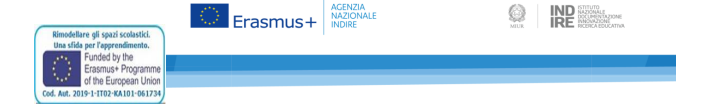 Rimodellare gli spazi scolastici.
Una sfida per l'apprendimento.
Funded by the
Erasmus+ Programme
of the European Union
Cod. Aut. 2019-1-IT02-KA101-061734
Erasmus+
AGENZIA
NAZIONALE
INDIRE
MIUR
IND
IRE
ISTITUTO
NAZIONALE
DOCUMENTAZIONE
INNOVAZIONE
RICERCA EDUCATIVA